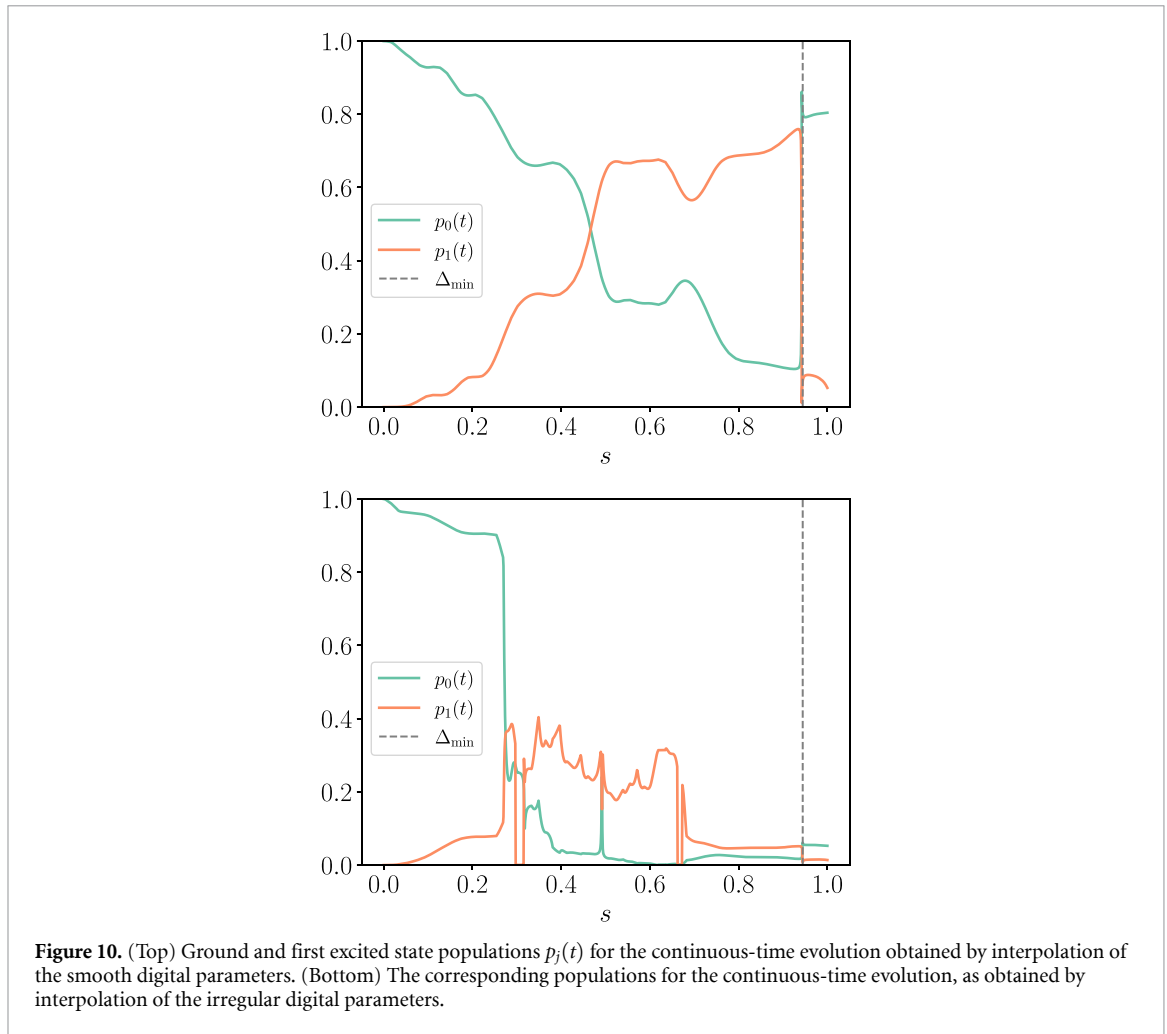 1.0
0.8
0.6
0.4
0.2
0.0
p₀(t)
p₁(t)
Δmin
0.0 0.2 0.4 0.6 0.8 1.0
s
1.0
0.8
0.6
0.4
0.2
0.0
p₀(t)
p₁(t)
Δmin
0.0 0.2 0.4 0.6 0.8 1.0
s
Figure 10. (Top) Ground and first excited state populations pⱼ(t) for the continuous-time evolution obtained by interpolation of
the smooth digital parameters. (Bottom) The corresponding populations for the continuous-time evolution, as obtained by
interpolation of the irregular digital parameters.